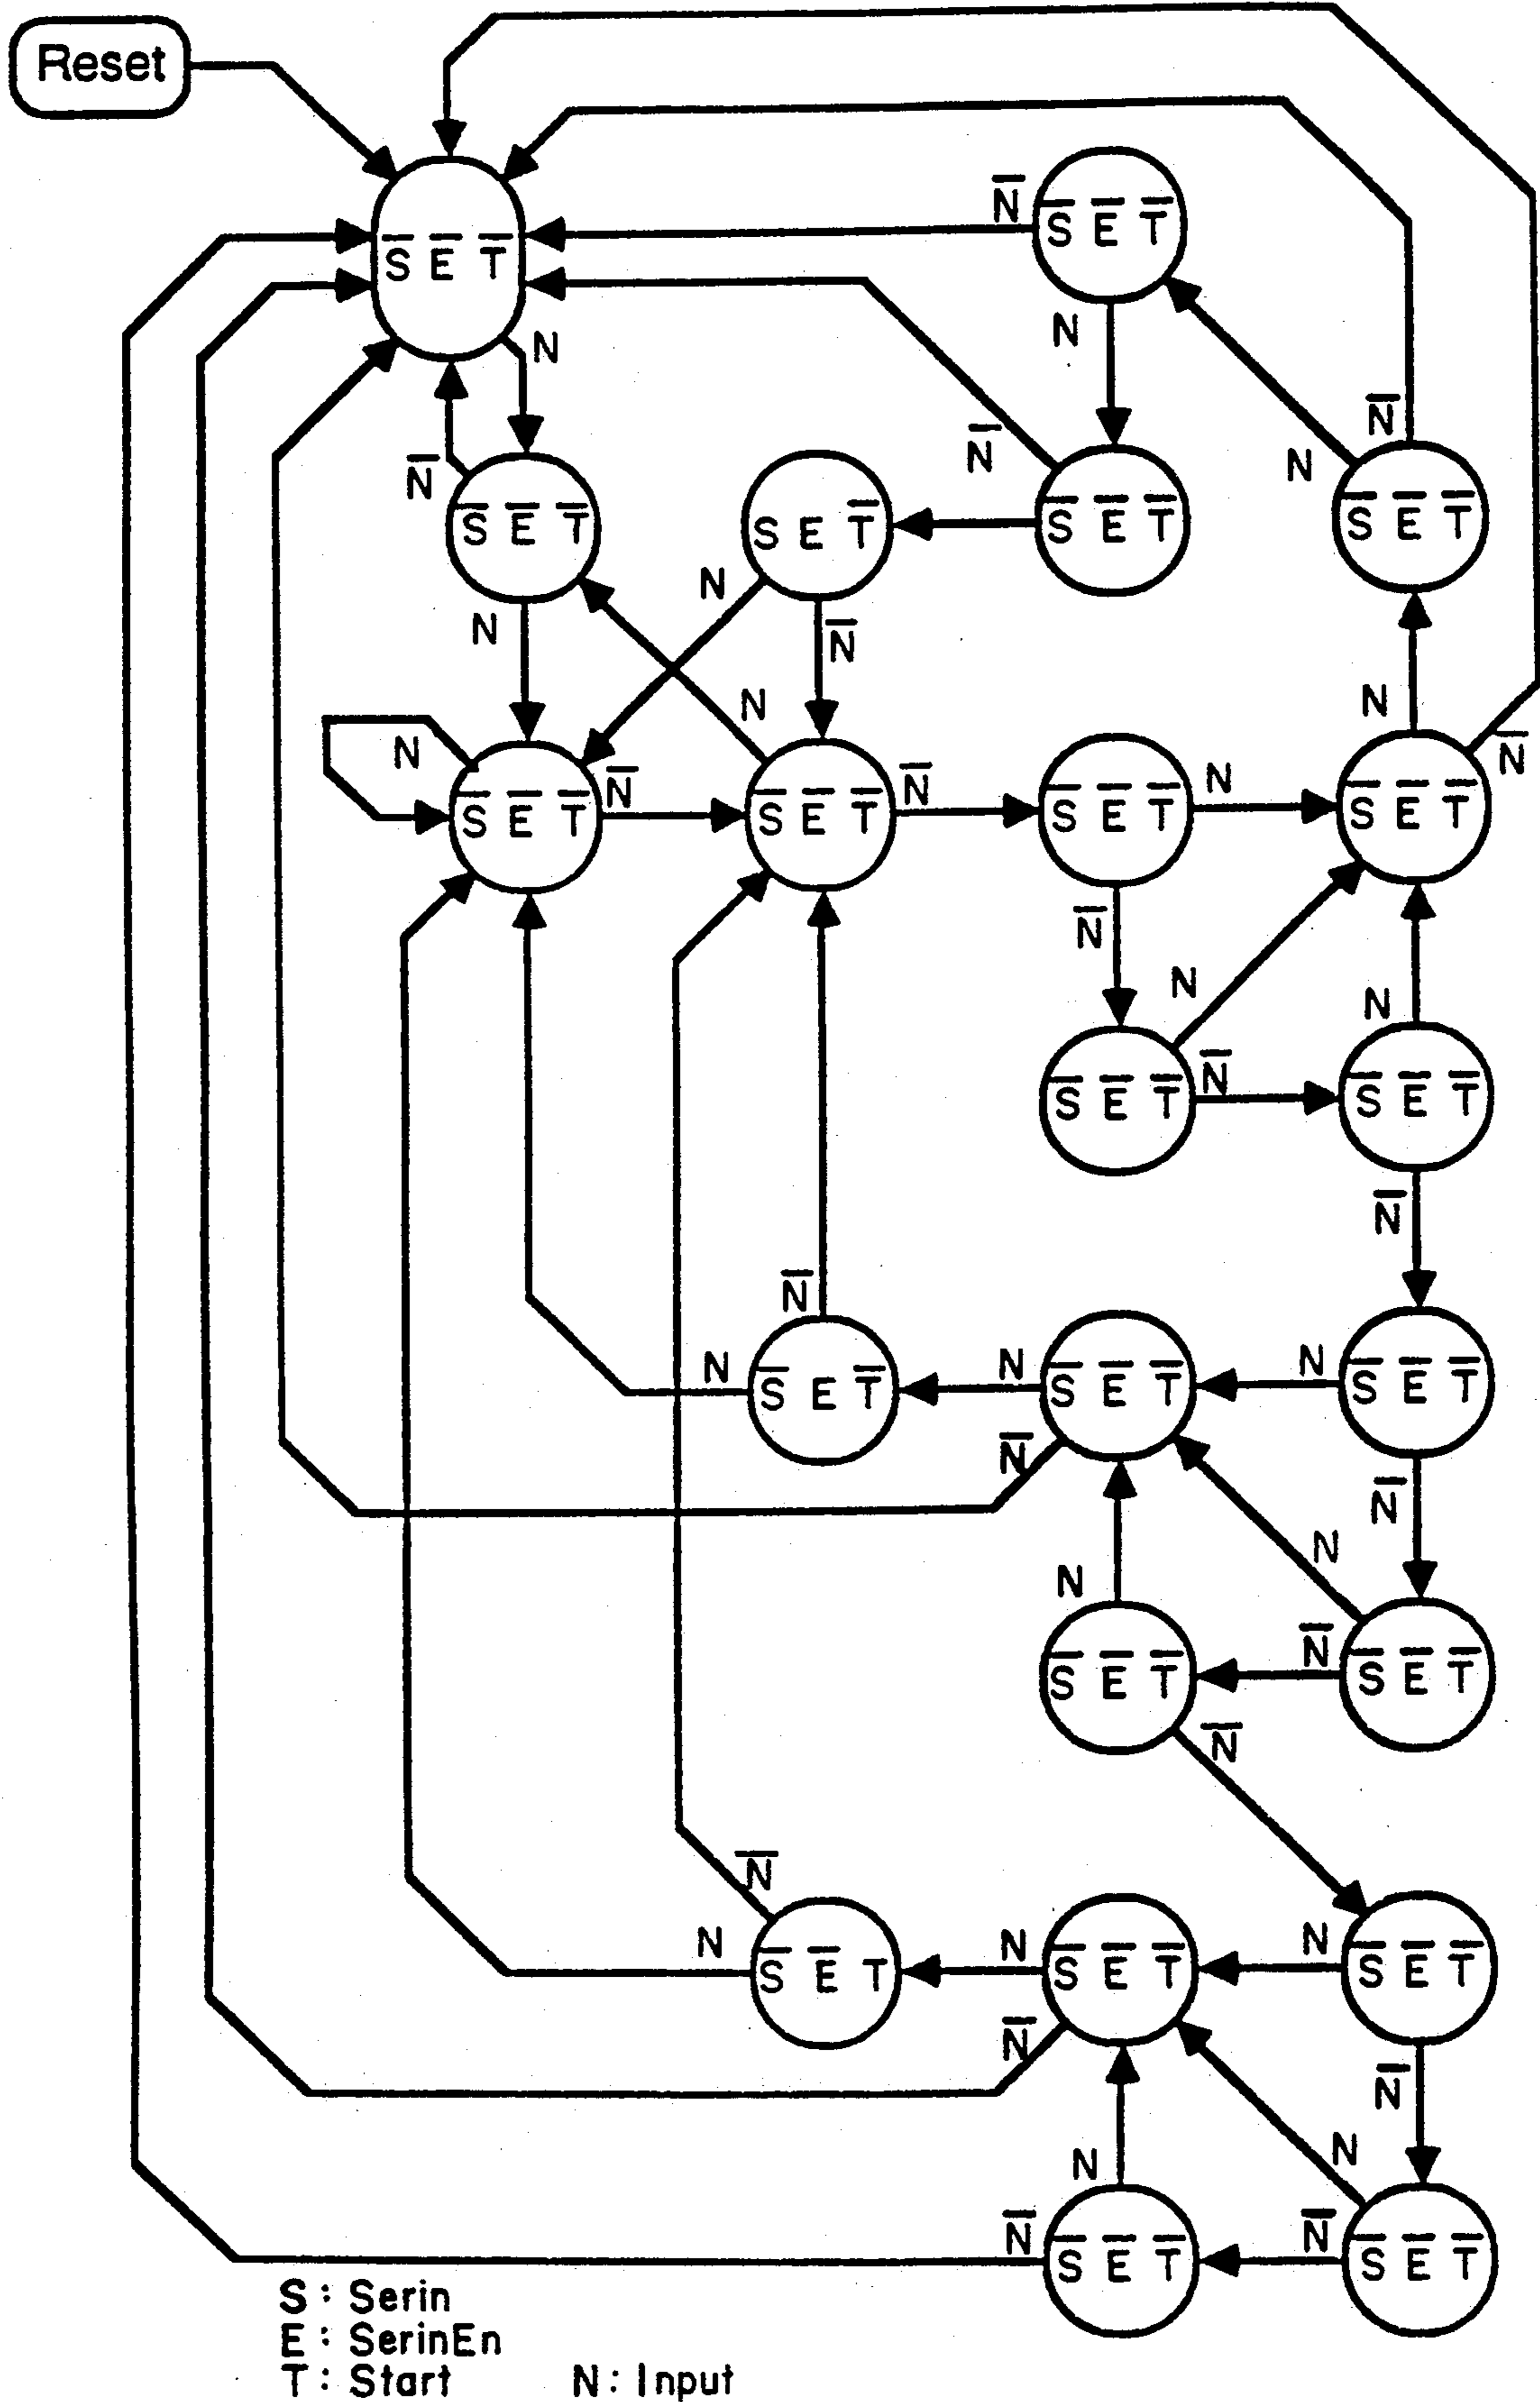 Reset
N̅
S̅ E̅ T̅
S̅ E̅ T̅
N
N
N̅
N̅
N̅
N
S̅ E̅ T̅
S E T̅
S̅ E̅ T̅
S̅ E̅ T̅
N
N
N̅
N
N
N
N̅
N̅
N̅
N
S̅ E̅ T̅
S̅ E̅ T̅
S̅ E̅ T̅
S̅ E̅ T̅
N̅
N
N
N̅
S̅ E̅ T̅
S̅ E̅ T̅
N̅
N̅
N
N
N
S̅ E T̅
S̅ E̅ T̅
S̅ E̅ T̅
N̅
N̅
N
N
N̅
S̅ E̅ T̅
S̅ E̅ T̅
N̅
N̅
N
N
N
S̅ E̅ T
S̅ E̅ T̅
S̅ E̅ T̅
N̅
N̅
N
N
N̅
N̅
S̅ E̅ T̅
S̅ E̅ T̅
S : Serin
E : SerinEn
T : Start N : Input